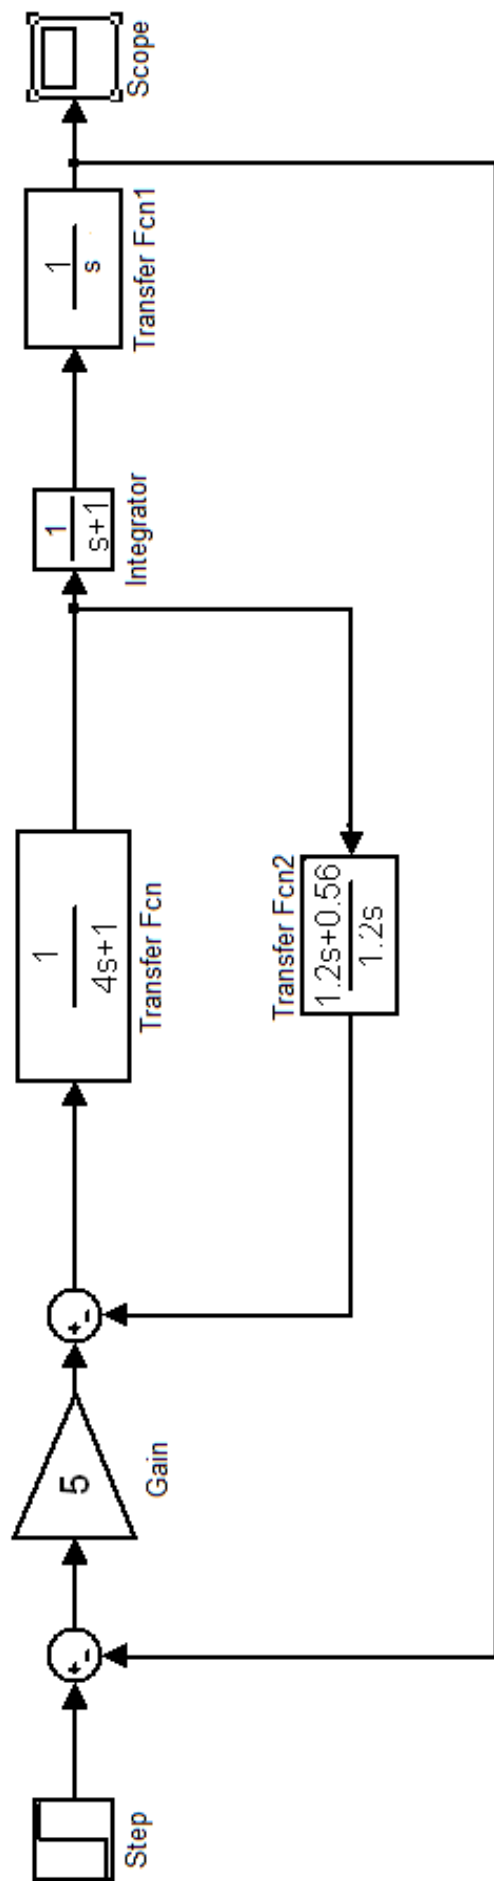 Step
+
-
5
Gain
+
-
1
4s+1
Transfer Fcn
Transfer Fcn2
1.2s+0.56
1.2s
1
s+1
Integrator
1
s
Transfer Fcn1
Scope